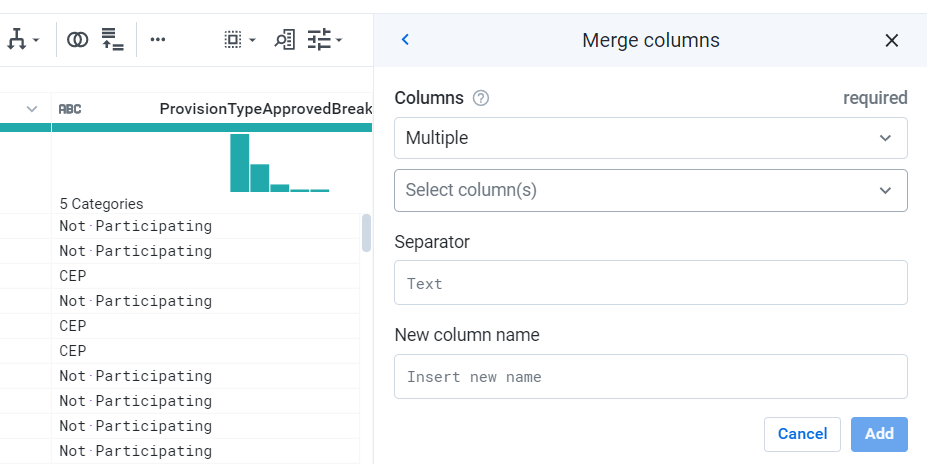 Merge columns
ABC ProvisionTypeApprovedBreak
5 Categories
Not·Participating
Not·Participating
CEP
Not·Participating
CEP
CEP
Not·Participating
Not·Participating
Not·Participating
Not·Participating
Columns ? required
Multiple
Select column(s)
Separator
Text
New column name
Insert new name
Cancel Add